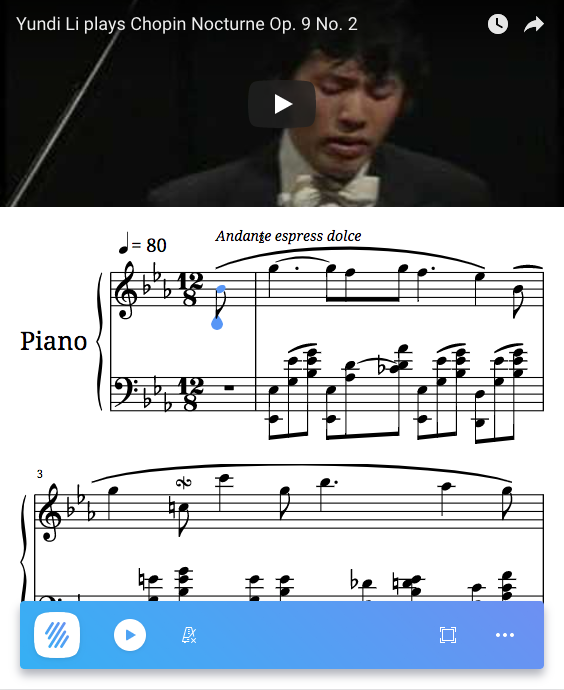 Yundi Li plays Chopin Nocturne Op. 9 No. 2
= 80
Andante espress dolce
12
8
Piano
12
8
3